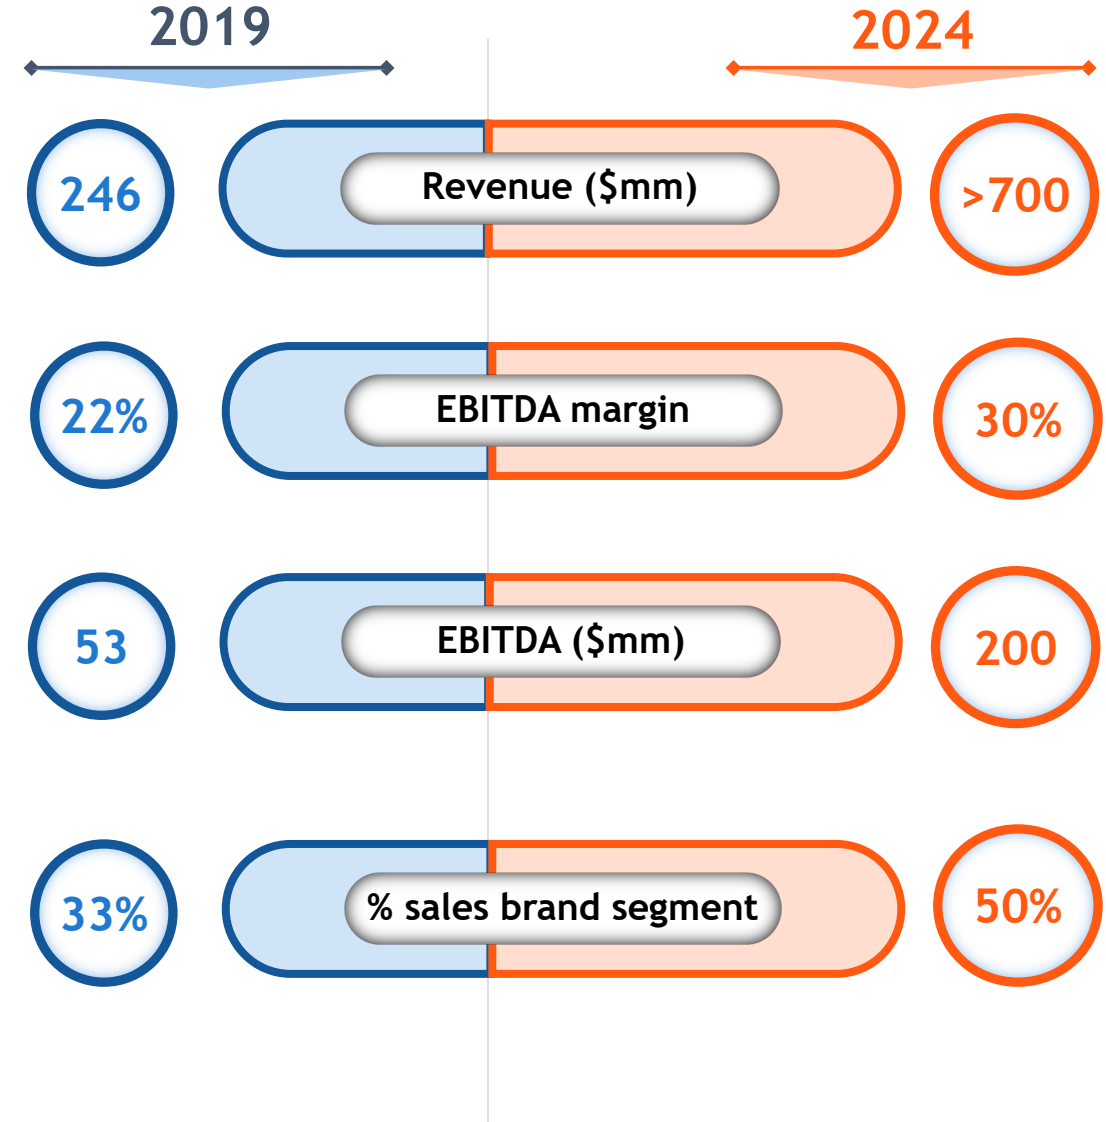 2019
2024
246
Revenue ($mm)
>700
22%
EBITDA margin
30%
53
EBITDA ($mm)
200
33%
% sales brand segment
50%